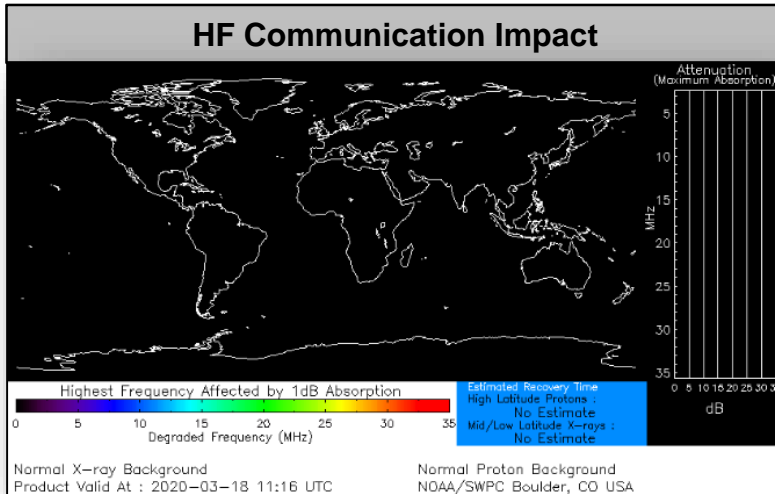 HF Communication Impact
Attenuation
(Maximum Absorption)
5
10
15
20
25
30
35
MHz
0 5 10 15 20 25 30 3
dB
Highest Frequency Affected by 1dB Absorption
0 5 10 15 20 25 30 35
Degraded Frequency (MHz)
Estimated Recovery Time
High Latitude Protons :
No Estimate
Mid/Low Latitude X-rays :
No Estimate
Normal X-ray Background
Normal Proton Background
Product Valid At : 2020-03-18 11:16 UTC
NOAA/SWPC Boulder, CO USA